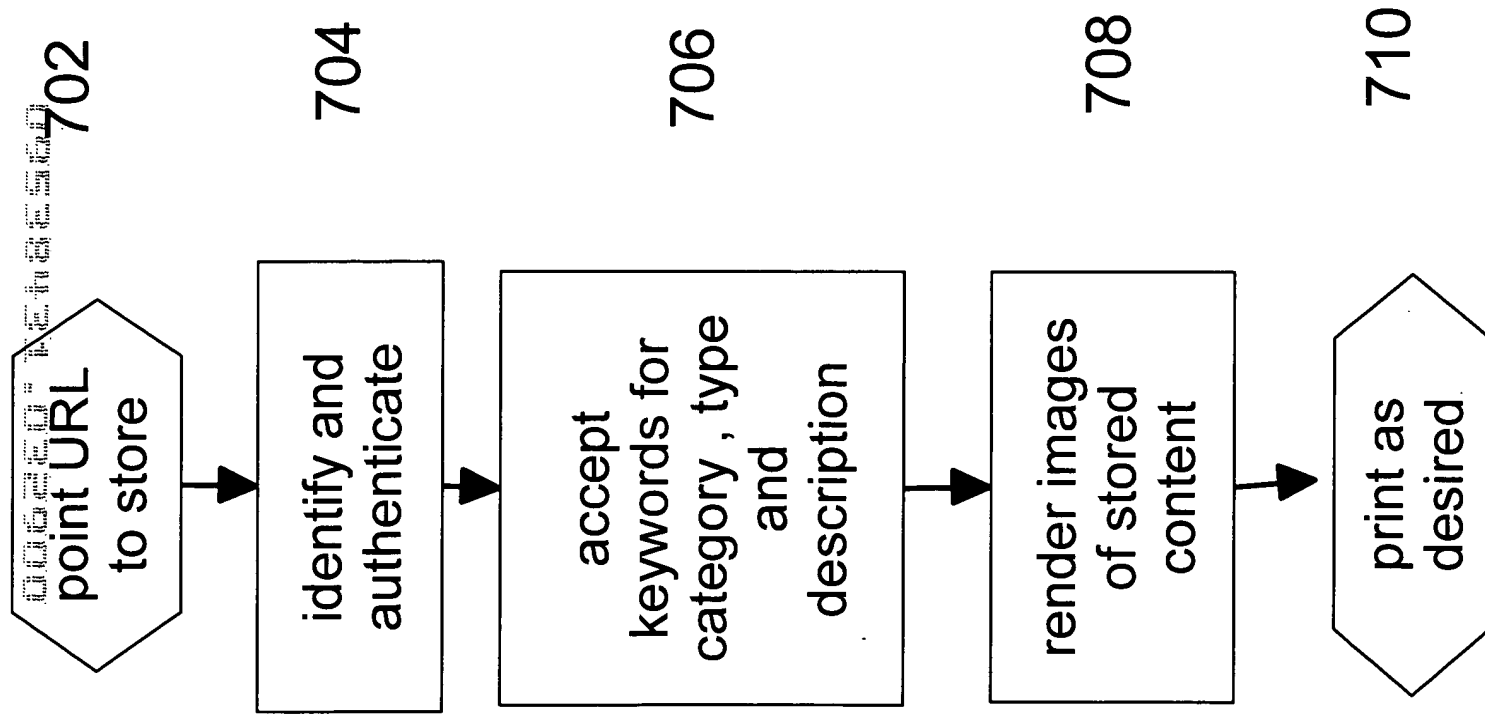 702
point URL
to store
704
identify and
authenticate
706
accept
keywords for
category , type
and
description
708
render images
of stored
content
710
print as
desired